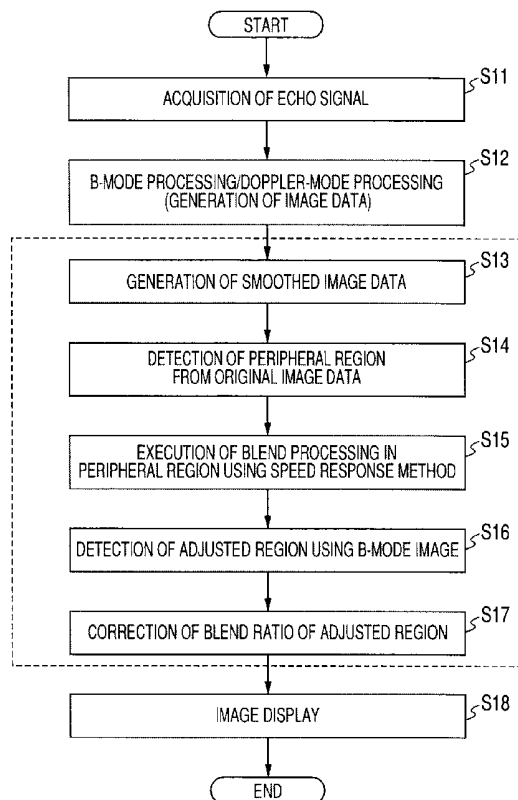 START
S11
ACQUISITION OF ECHO SIGNAL
S12
B-MODE PROCESSING/DOPPLER-MODE PROCESSING
(GENERATION OF IMAGE DATA)
S13
GENERATION OF SMOOTHED IMAGE DATA
S14
DETECTION OF PERIPHERAL REGION
FROM ORIGINAL IMAGE DATA
S15
EXECUTION OF BLEND PROCESSING IN
PERIPHERAL REGION USING SPEED RESPONSE METHOD
S16
DETECTION OF ADJUSTED REGION USING B-MODE IMAGE
S17
CORRECTION OF BLEND RATIO OF ADJUSTED REGION
S18
IMAGE DISPLAY
END